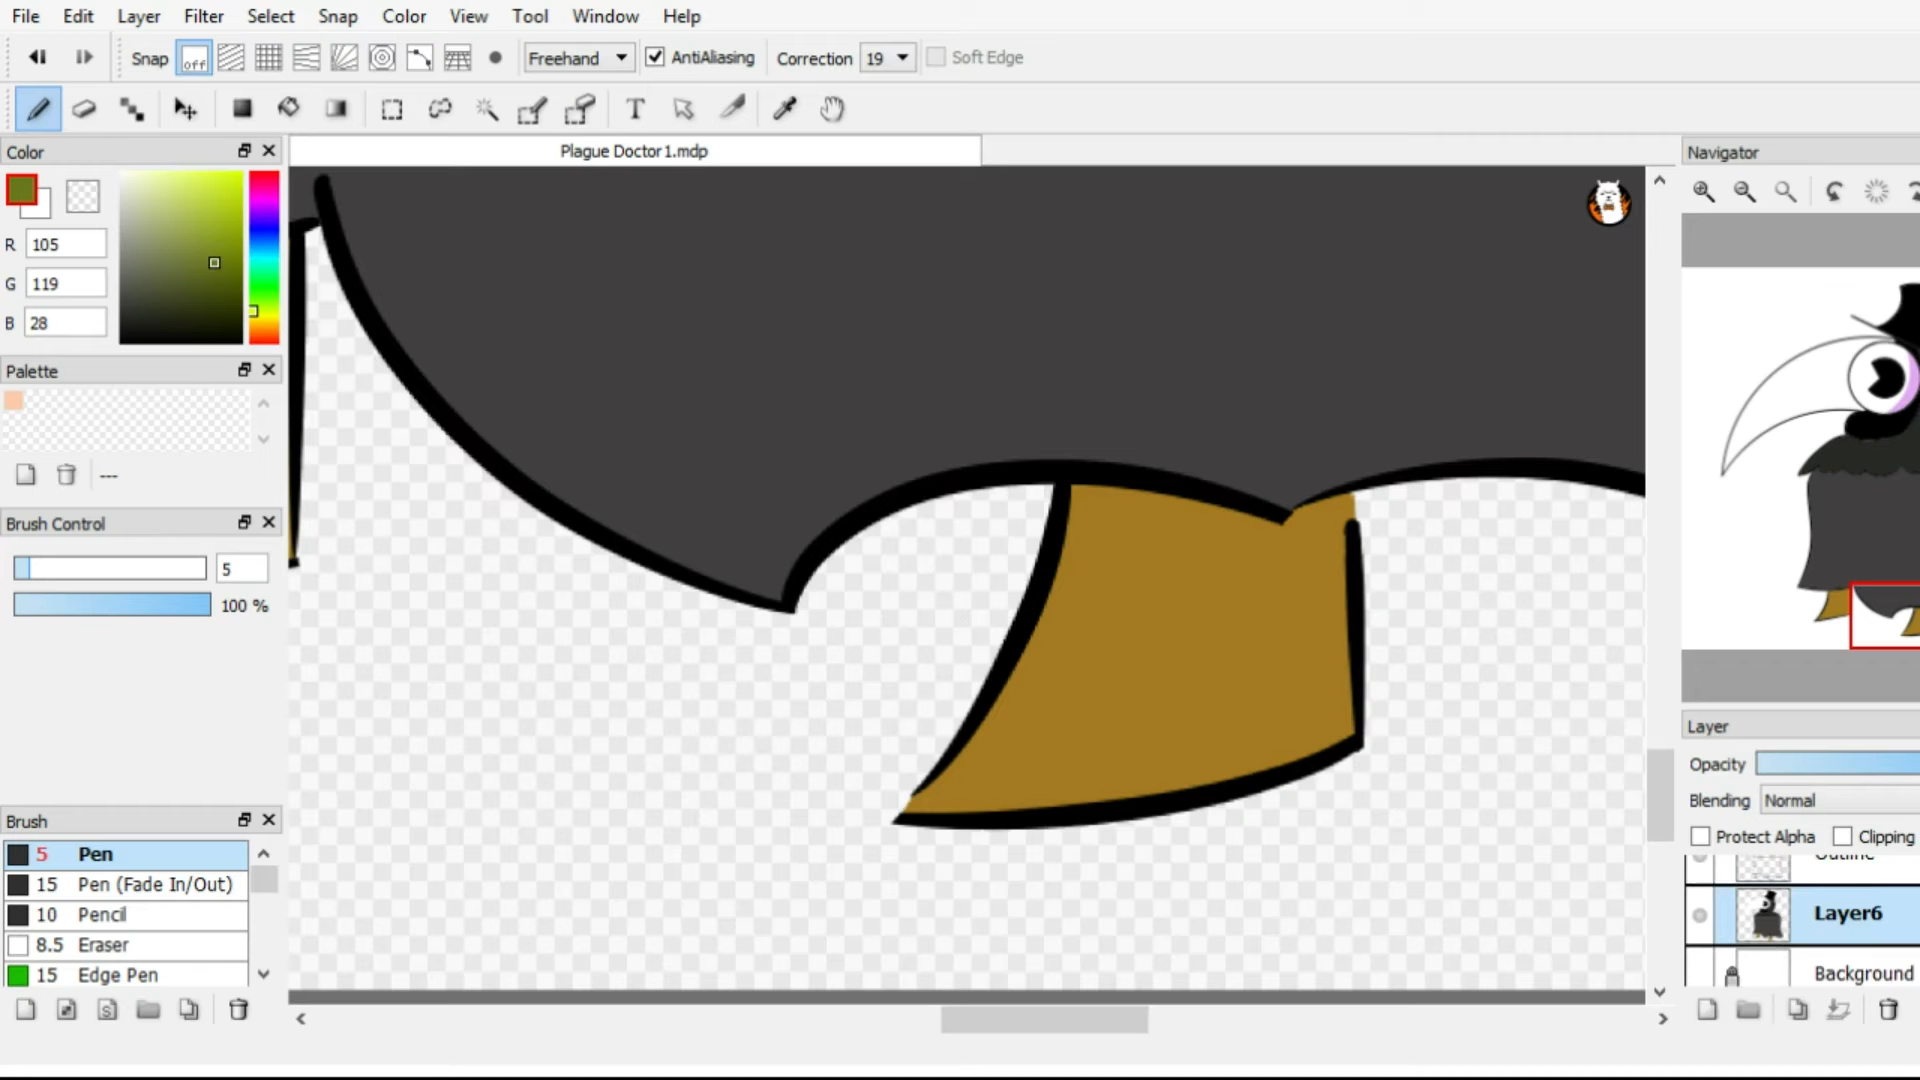 File Edit Layer Filter Select Snap Color View Tool Window Help
Snap off Freehand AntiAliasing Correction 19 Soft Edge
T
Color
Plague Doctor1.mdp
Navigator
R 105
G 119
B 28
Palette
---
Brush Control
5
100 %
Layer
Opacity
Blending Normal
Protect Alpha Clipping
Outline
Layer6
Background
Brush
5 Pen
15 Pen (Fade In/Out)
10 Pencil
8.5 Eraser
15 Edge Pen
S